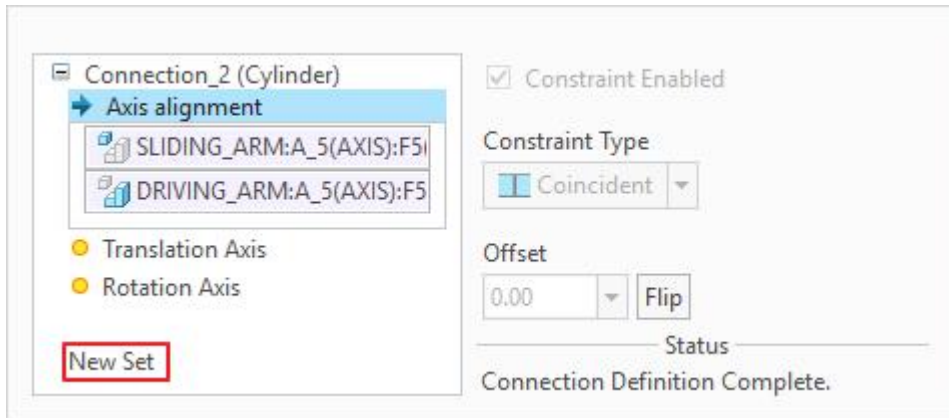 Connection_2 (Cylinder)
Axis alignment
SLIDING_ARM:A_5(AXIS):F5(
DRIVING_ARM:A_5(AXIS):F5
Translation Axis
Rotation Axis
New Set
Constraint Enabled
Constraint Type
Coincident
Offset
0.00
Flip
Status
Connection Definition Complete.